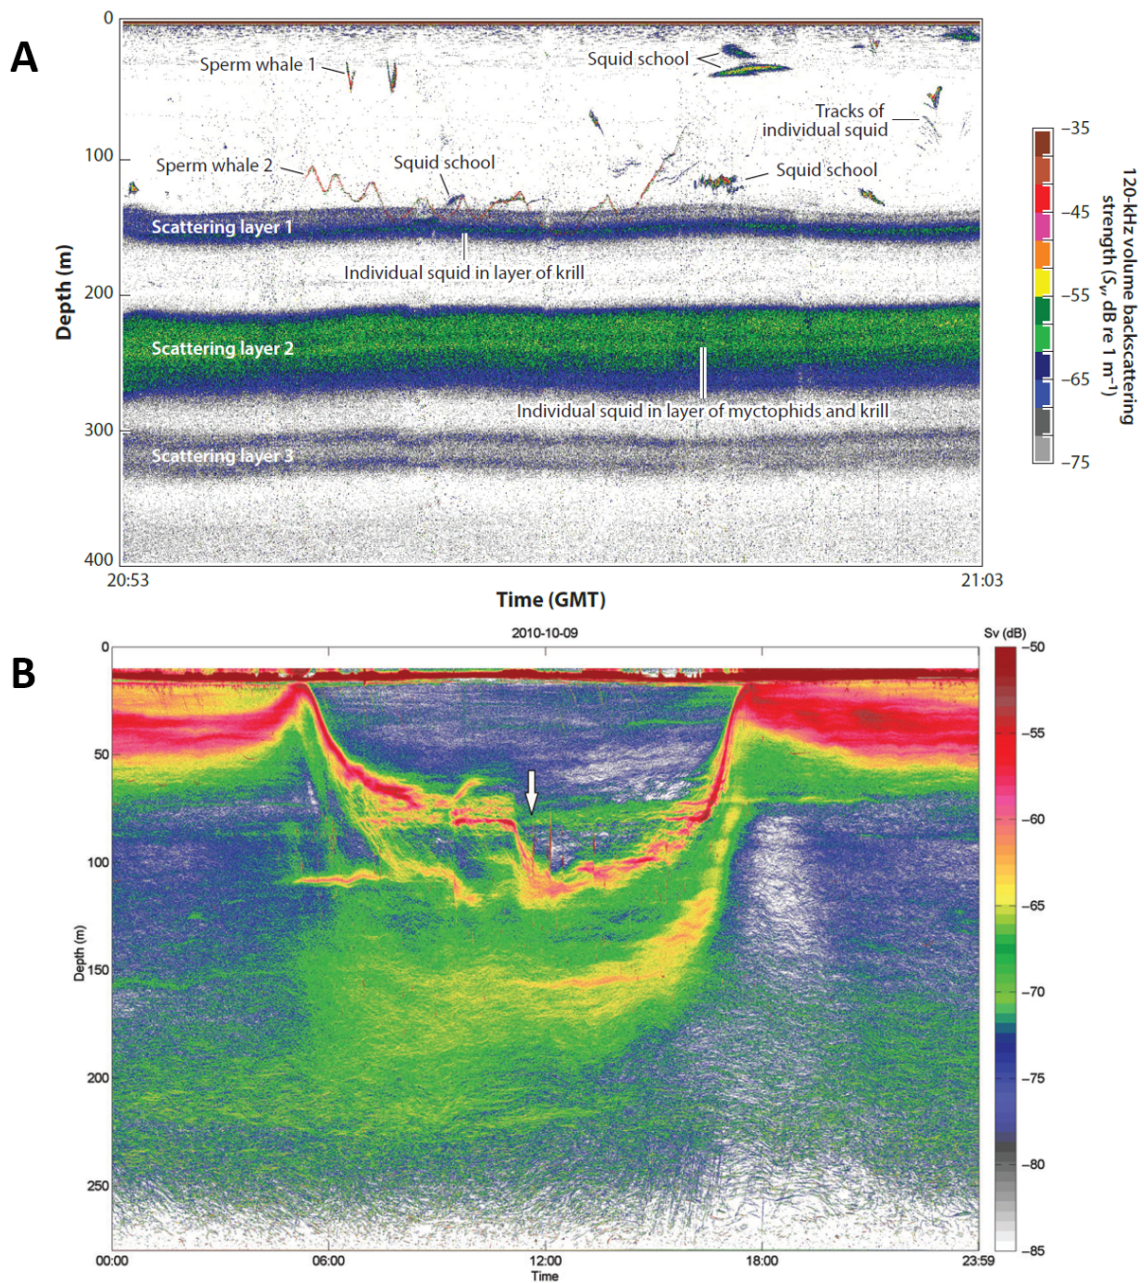 A
0
100
200
300
400
Depth (m)
Sperm whale 1
Squid school
Tracks of
individual squid
Sperm whale 2
Squid school
Squid school
Scattering layer 1
Individual squid in layer of krill
Scattering layer 2
Individual squid in layer of myctophids and krill
Scattering layer 3
20:53
21:03
Time (GMT)
–35
–45
–55
–65
–75
120-kHz volume backscattering
strength (Sv, dB re 1 m–1)
B
2010-10-09
Sv (dB)
0
50
100
150
200
250
Depth (m)
00:00
06:00
12:00
18:00
23:59
Time
–50
–55
–60
–65
–70
–75
–80
–85